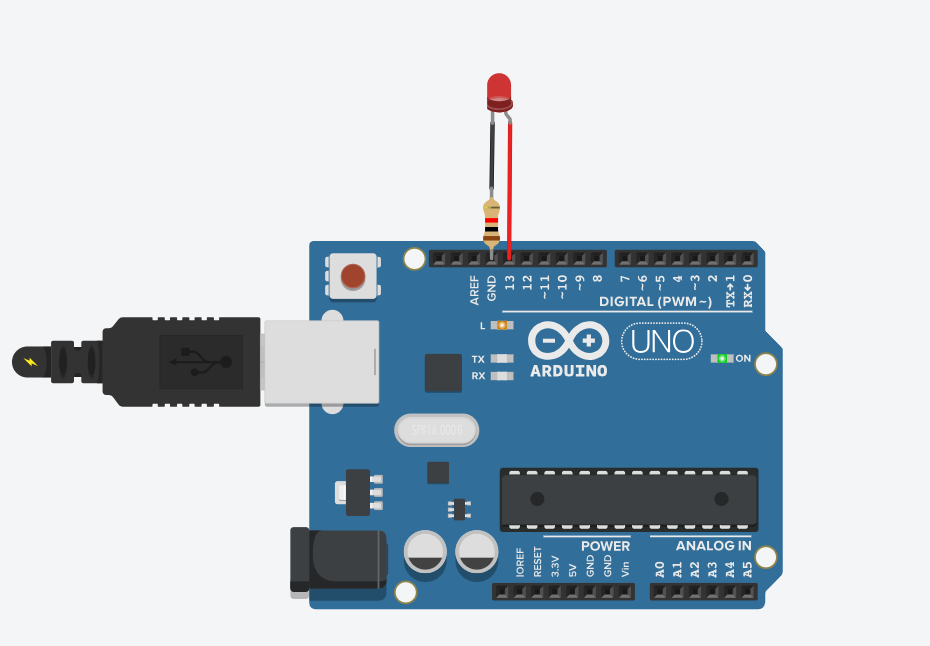 AREF
GND
13
12
~11
~10
~9
8
7
~6
~5
4
~3
2
TX→1
RX←0
DIGITAL (PWM ~)
L
TX
RX
ARDUINO
UNO
ON
POWER
ANALOG IN
IOREF
RESET
3.3V
5V
GND
GND
Vin
A0
A1
A2
A3
A4
A5